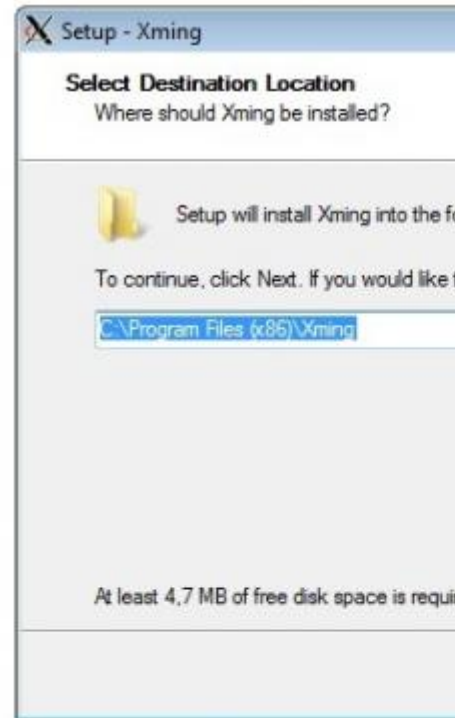 Setup - Xming
Select Destination Location
Where should Xming be installed?
Setup will install Xming into the
To continue, click Next. If you would like
C:\Program Files (x86)\Xming
At least 4,7 MB of free disk space is